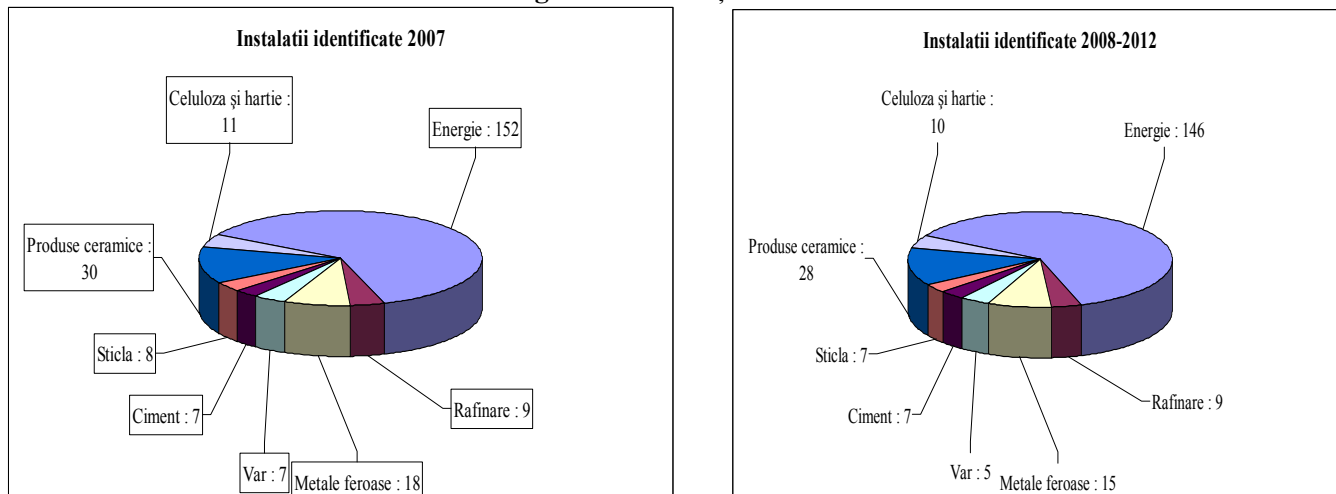 Instalatii identificate 2007
Celuloza şi hartie :
11
Energie : 152
Produse ceramice :
30
Sticla : 8
Ciment : 7
Var : 7
Metale feroase : 18
Rafinare : 9
Instalatii identificate 2008-2012
Celuloza şi hartie :
10
Energie : 146
Produse ceramice :
28
Sticla : 7
Ciment : 7
Var : 5
Metale feroase : 15
Rafinare : 9